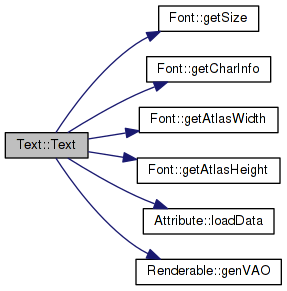 Font::getSize
Font::getCharInfo
Text::Text
Font::getAtlasWidth
Font::getAtlasHeight
Attribute::loadData
Renderable::genVAO